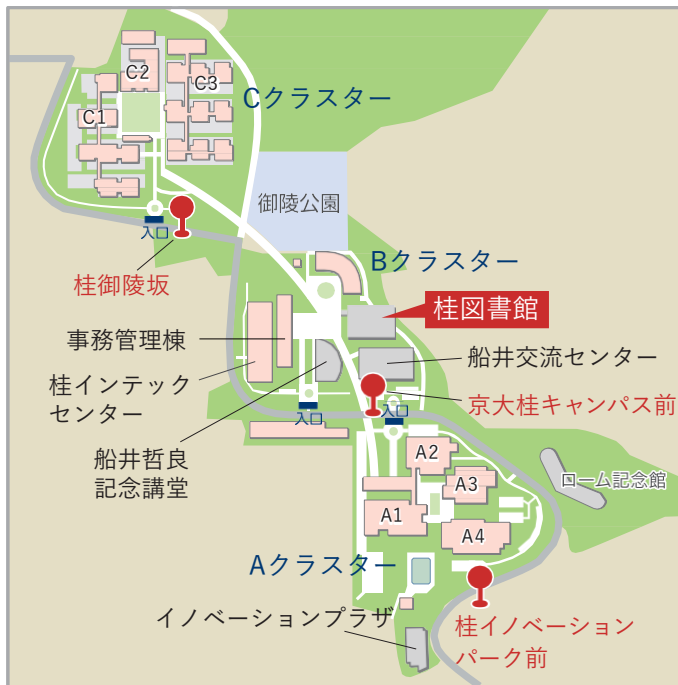 C2
C3
C1
Cクラスター
御陵公園
入口
桂御陵坂
Bクラスター
桂図書館
事務管理棟
船井交流センター
桂インテック
センター
京大桂キャンパス前
入口
入口
船井哲良
記念講堂
A2
A3
ローム記念館
A1
A4
Aクラスター
イノベーションプラザ
桂イノベーション
パーク前